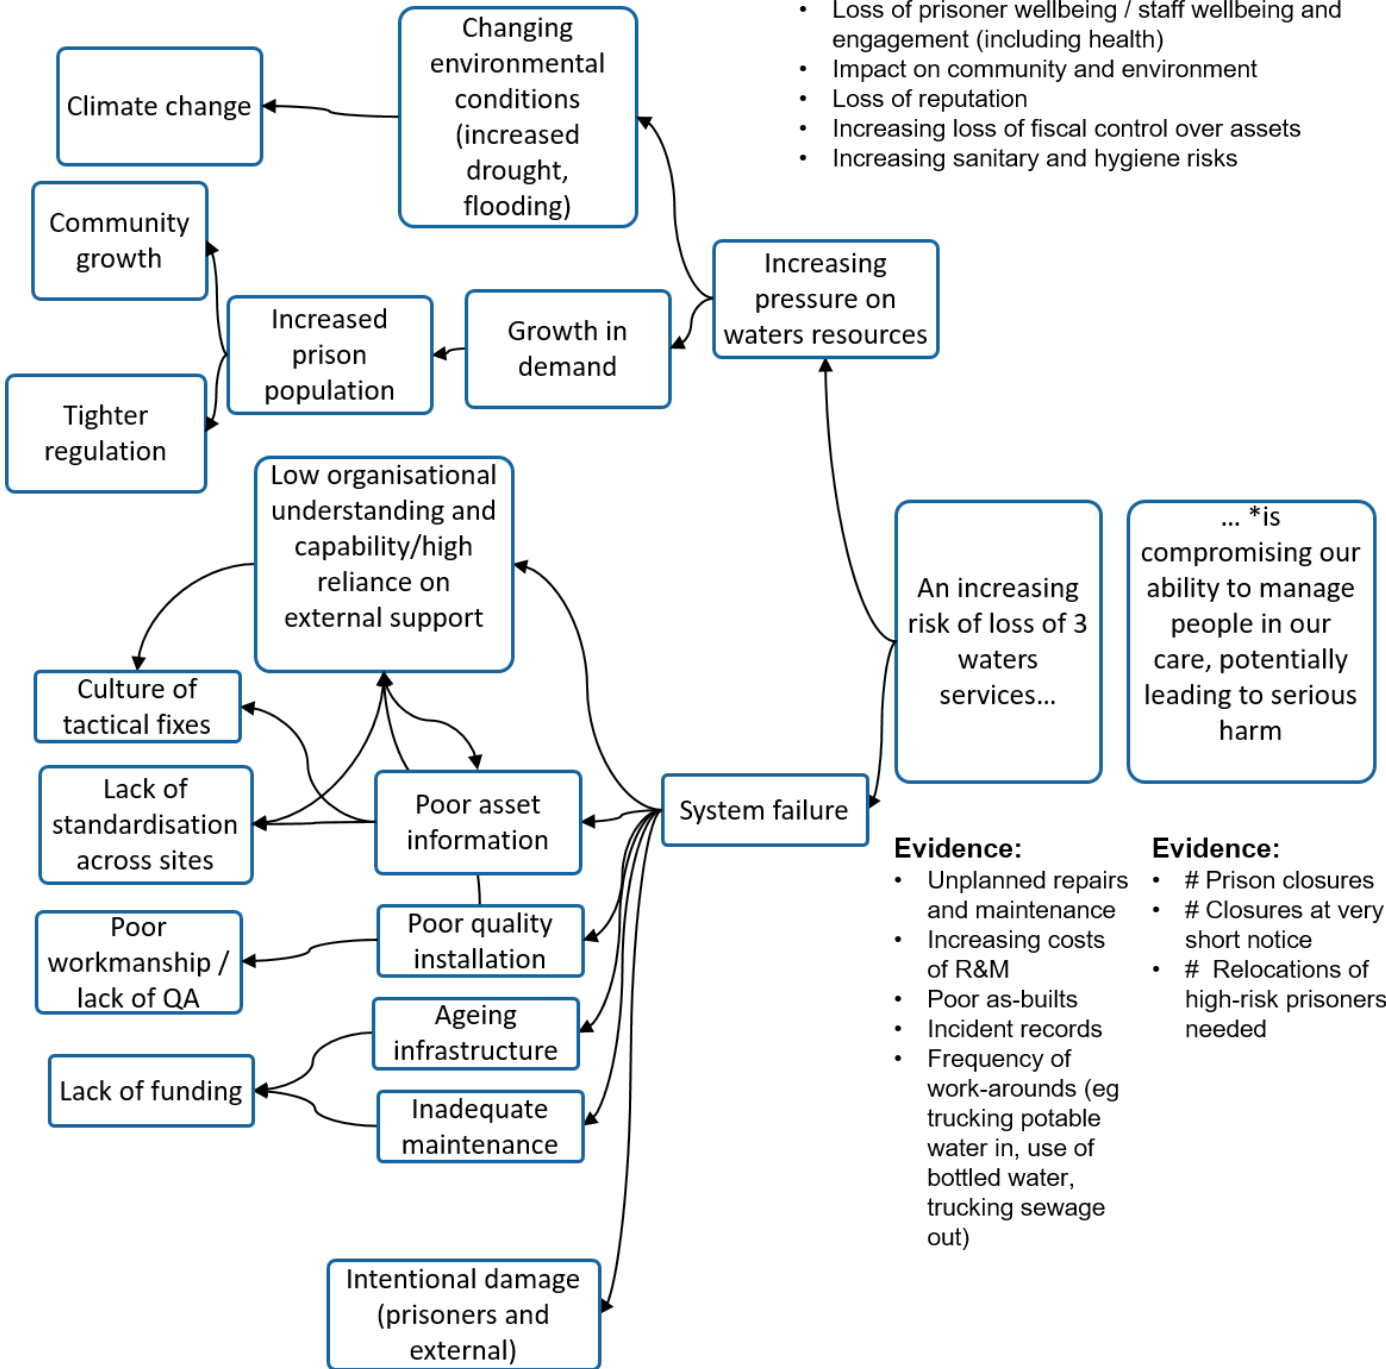 • Loss of prisoner wellbeing / staff wellbeing and
engagement (including health)
• Impact on community and environment
• Loss of reputation
• Increasing loss of fiscal control over assets
• Increasing sanitary and hygiene risks
Changing
environmental
conditions
(increased
drought,
flooding)
Climate change
Community
growth
Increasing
pressure on
waters resources
Increased
prison
population
Growth in
demand
Tighter
regulation
Low organisational
understanding and
capability/high
reliance on
external support
An increasing
risk of loss of 3
waters
services...
... *is
compromising our
ability to manage
people in our
care, potentially
leading to serious
harm
Culture of
tactical fixes
Lack of
standardisation
across sites
Poor asset
information
System failure
Poor
workmanship /
lack of QA
Poor quality
installation
Ageing
infrastructure
Lack of funding
Inadequate
maintenance
Intentional damage
(prisoners and
external)
Evidence:
• Unplanned repairs
and maintenance
• Increasing costs
of R&M
• Poor as-builts
• Incident records
• Frequency of
work-arounds (eg
trucking potable
water in, use of
bottled water,
trucking sewage
out)
Evidence:
• # Prison closures
• # Closures at very
short notice
• # Relocations of
high-risk prisoners
needed